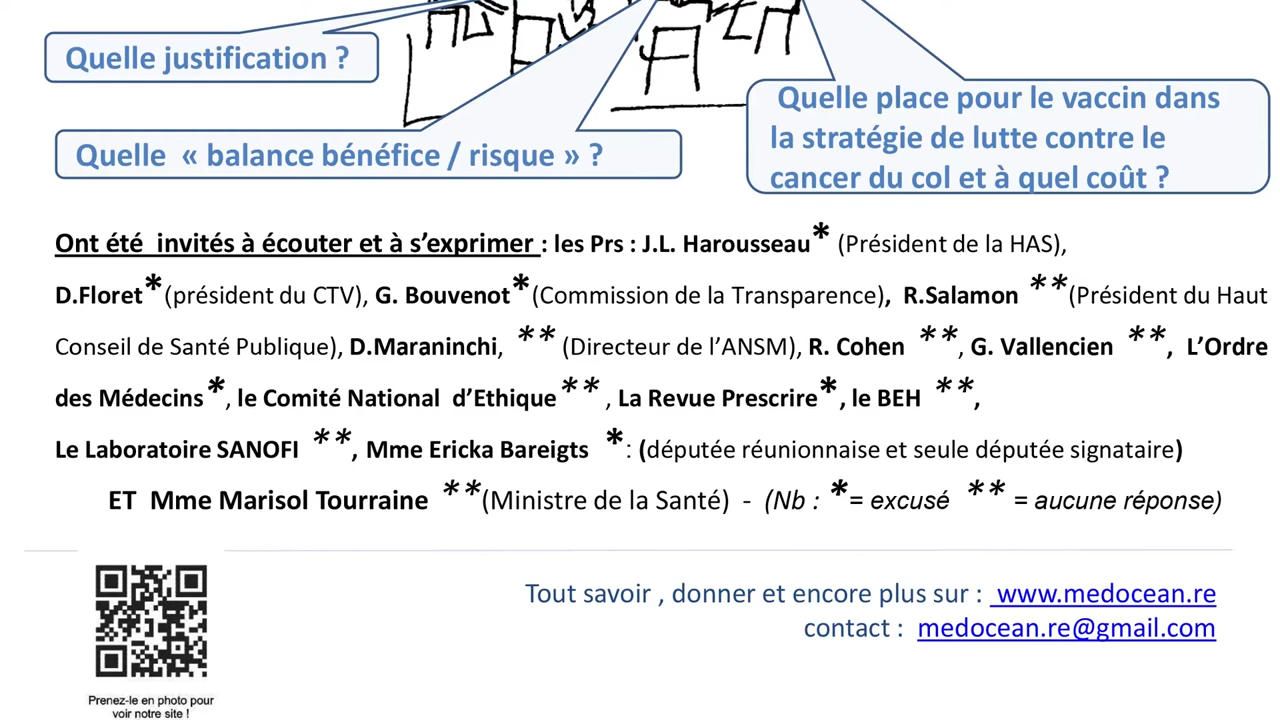 Quelle justification ?
Quelle « balance bénéfice / risque » ?
Quelle place pour le vaccin dans
la stratégie de lutte contre le
cancer du col et à quel coût ?
Ont été invités à écouter et à s’exprimer : les Prs : J.L. Harousseau* (Président de la HAS),
D.Floret*(président du CTV), G. Bouvenot*(Commission de la Transparence), R.Salamon **(Président du Haut
Conseil de Santé Publique), D.Maraninchi, ** (Directeur de l’ANSM), R. Cohen **, G. Vallencien **, L’Ordre
des Médecins*, le Comité National d’Ethique** , La Revue Prescrire*, le BEH **,
Le Laboratoire SANOFI **, Mme Ericka Bareigts *: (députée réunionnaise et seule députée signataire)
ET Mme Marisol Tourraine **(Ministre de la Santé) - (Nb : *= excusé ** = aucune réponse)
Tout savoir , donner et encore plus sur : www.medocean.re
contact : medocean.re@gmail.com
Prenez-le en photo pour
voir notre site !